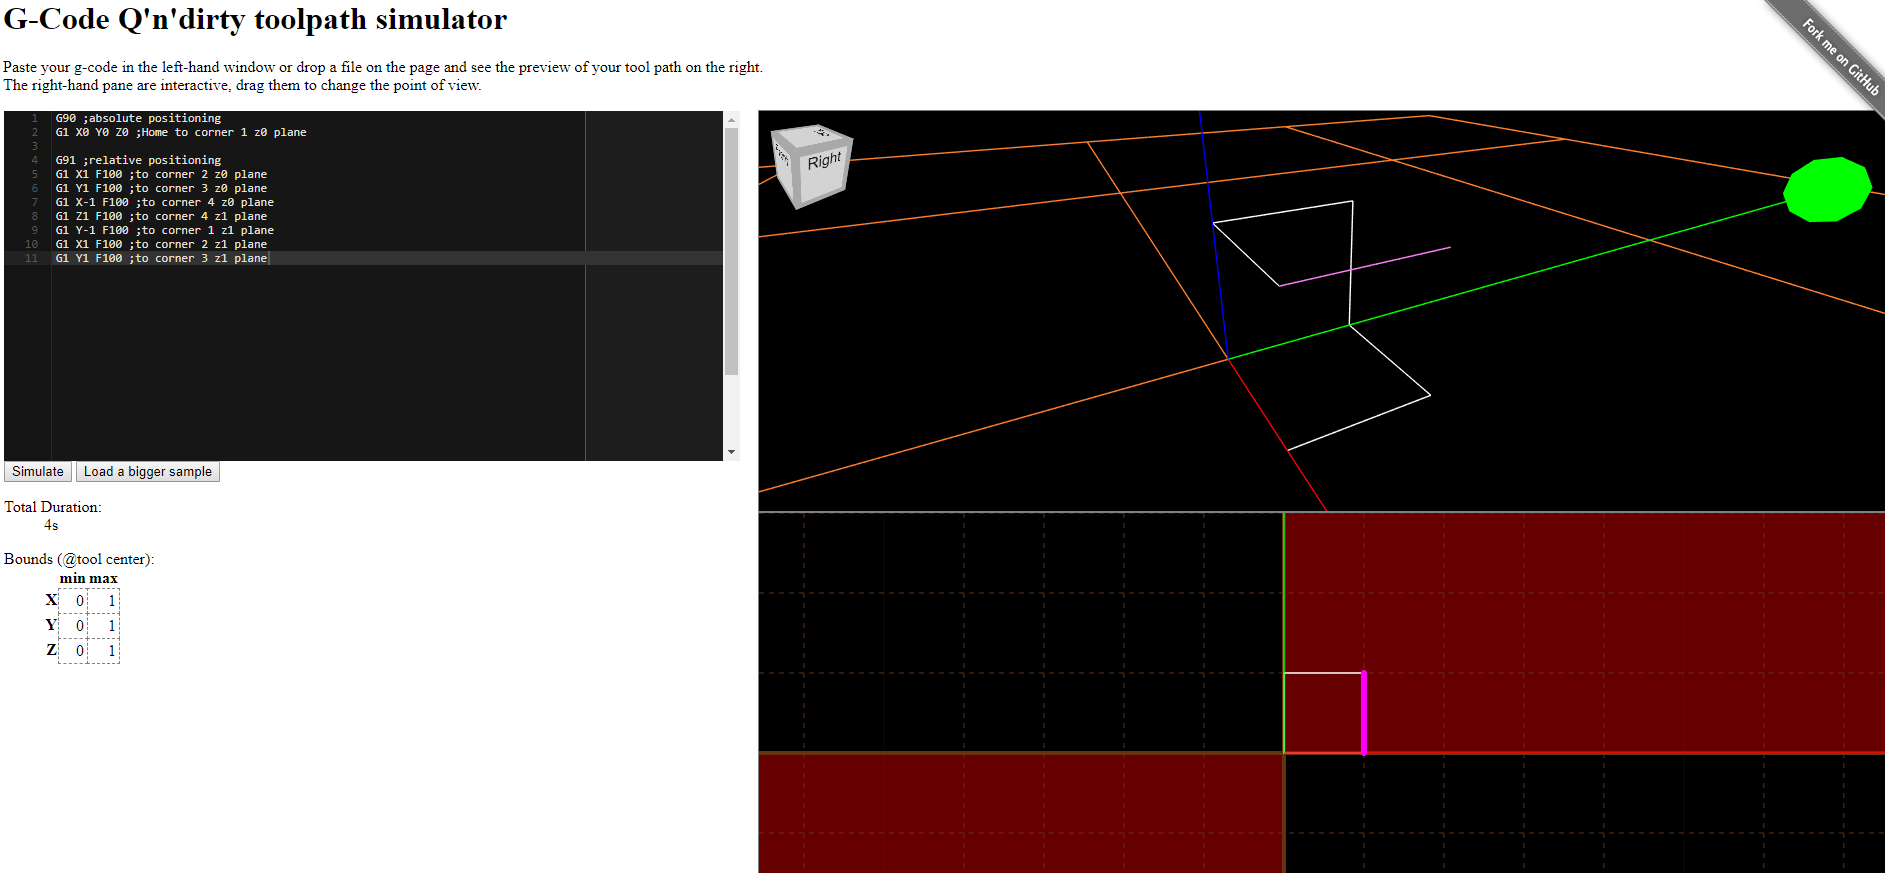 G-Code Q'n'dirty toolpath simulator
Fork me on GitHub
Paste your g-code in the left-hand window or drop a file on the page and see the preview of your tool path on the right.
The right-hand pane are interactive, drag them to change the point of view.
1 G90 ;absolute positioning
2 G1 X0 Y0 Z0 ;Home to corner 1 z0 plane
3
4 G91 ;relative positioning
5 G1 X1 F100 ;to corner 2 z0 plane
6 G1 Y1 F100 ;to corner 3 z0 plane
7 G1 X-1 F100 ;to corner 4 z0 plane
8 G1 Z1 F100 ;to corner 4 z1 plane
9 G1 Y-1 F100 ;to corner 1 z1 plane
10 G1 X1 F100 ;to corner 2 z1 plane
11 G1 Y1 F100 ;to corner 3 z1 plane
Right
Simulate Load a bigger sample
Total Duration:
4s
Bounds (@tool center):
min max
X 0 1
Y 0 1
Z 0 1